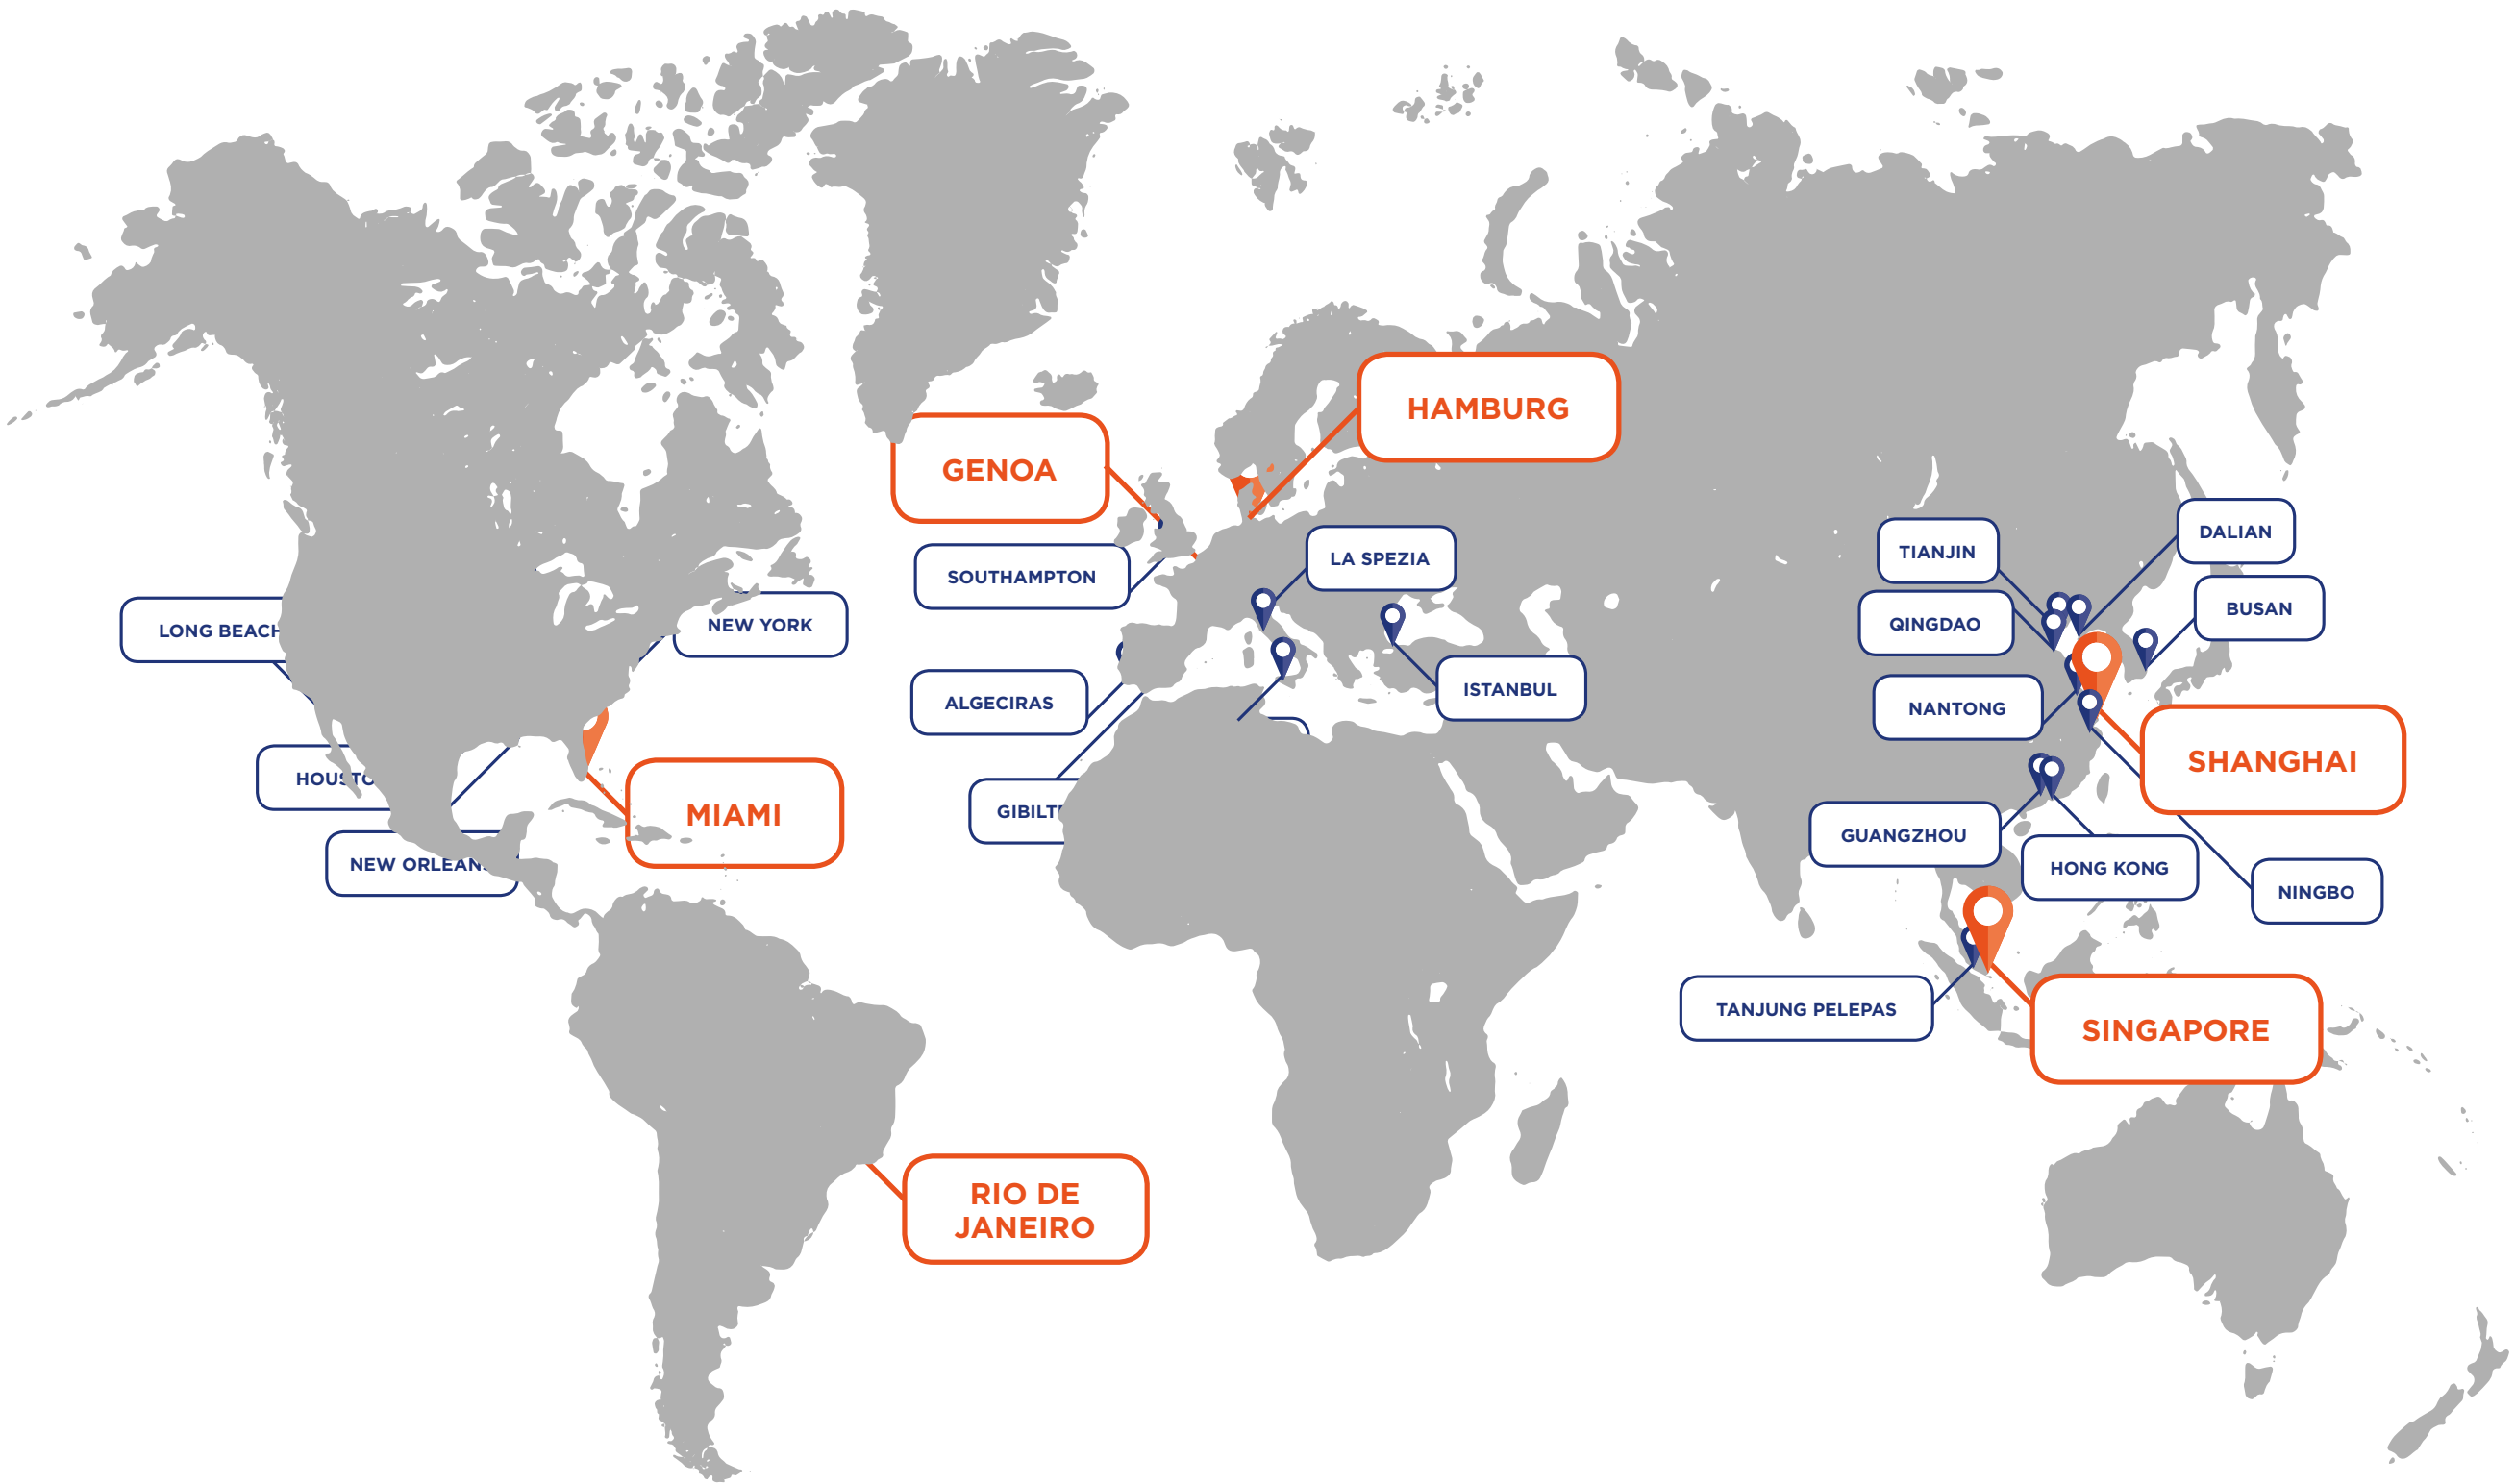 HAMBURG
GENOA
DALIAN
TIANJIN
LA SPEZIA
SOUTHAMPTON
BUSAN
QINGDAO
NEW YORK
LONG BEACH
ISTANBUL
ALGECIRAS
NANTONG
SHANGHAI
MIAMI
GUANGZHOU
HONG KONG
NINGBO
TANJUNG PELEPAS
SINGAPORE
RIO DE
JANEIRO